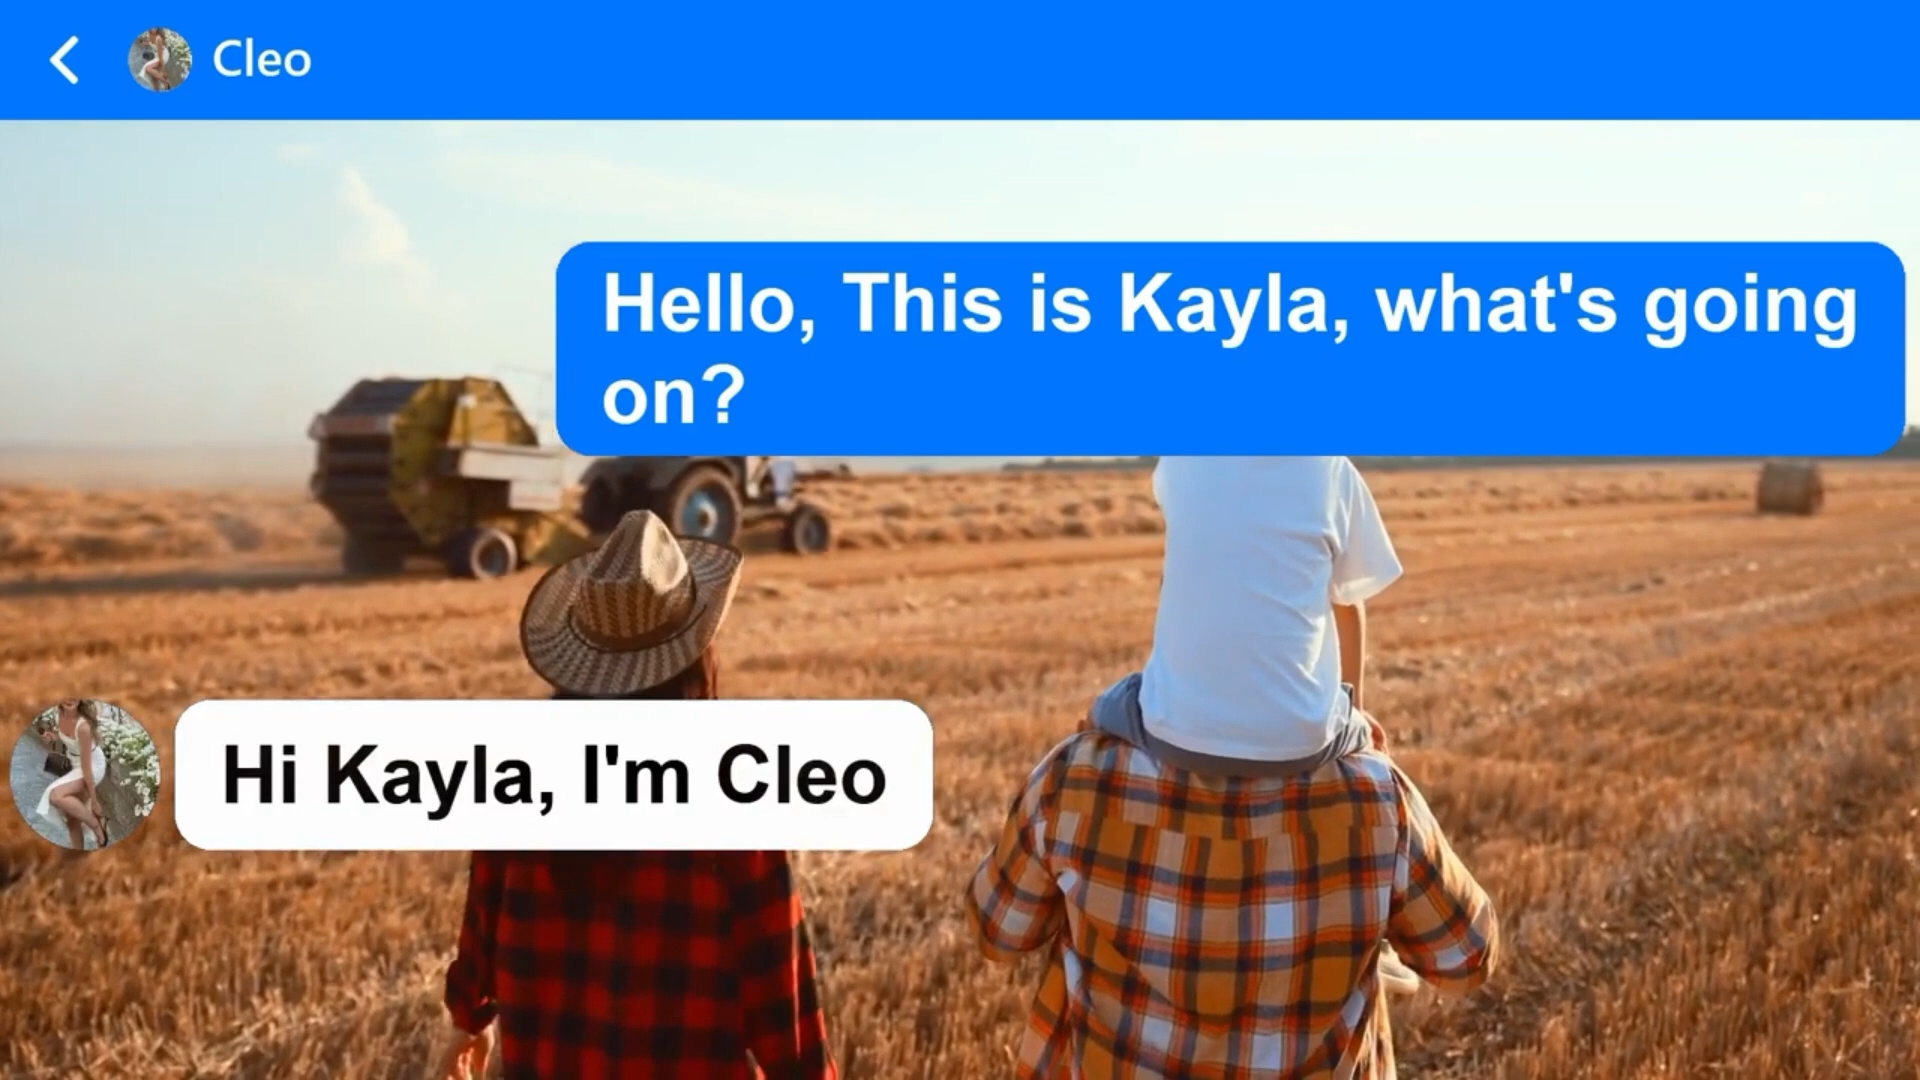 Cleo
Hello, This is Kayla, what's going
on?
Hi Kayla, I'm Cleo